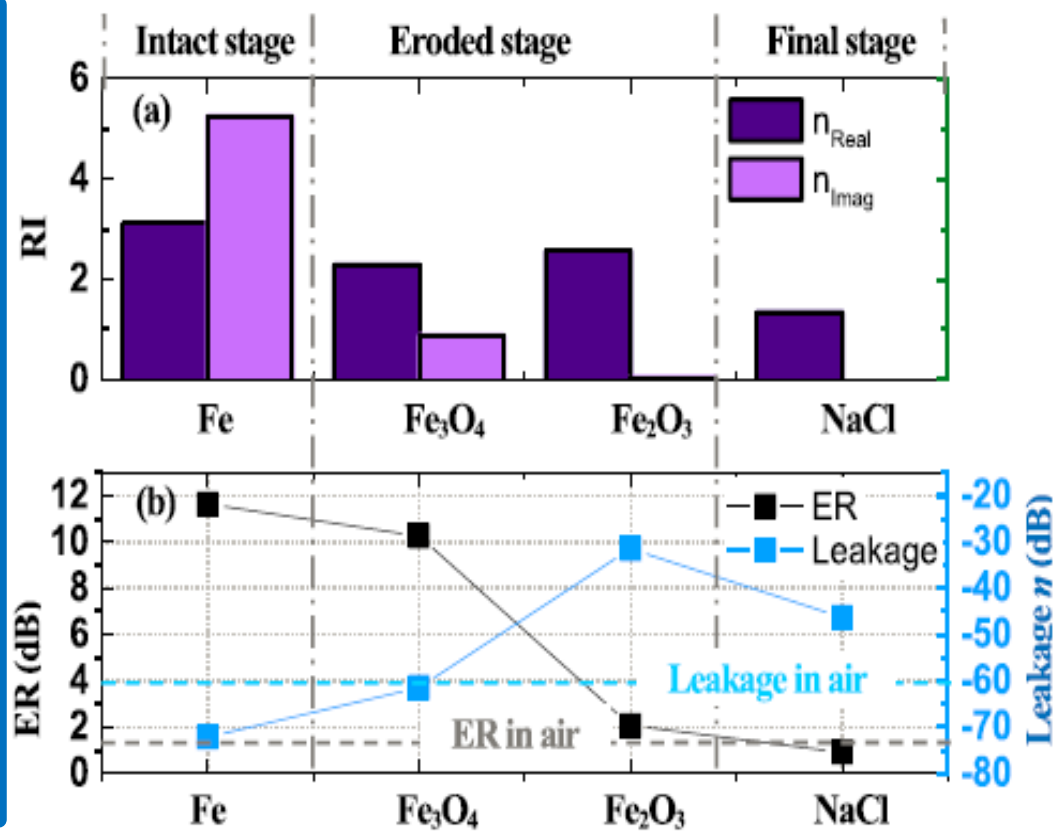 Intact stage Eroded stage Final stage
(a)
n_Real
n_Imag
RI
6
4
2
0
Fe Fe₃O₄ Fe₂O₃ NaCl
(b)
ER
Leakage
ER (dB)
12
10
8
6
4
2
0
Leakage in air
ER in air
-20
-30
-40
-50
-60
-70
-80
Leakage n (dB)
Fe Fe₃O₄ Fe₂O₃ NaCl